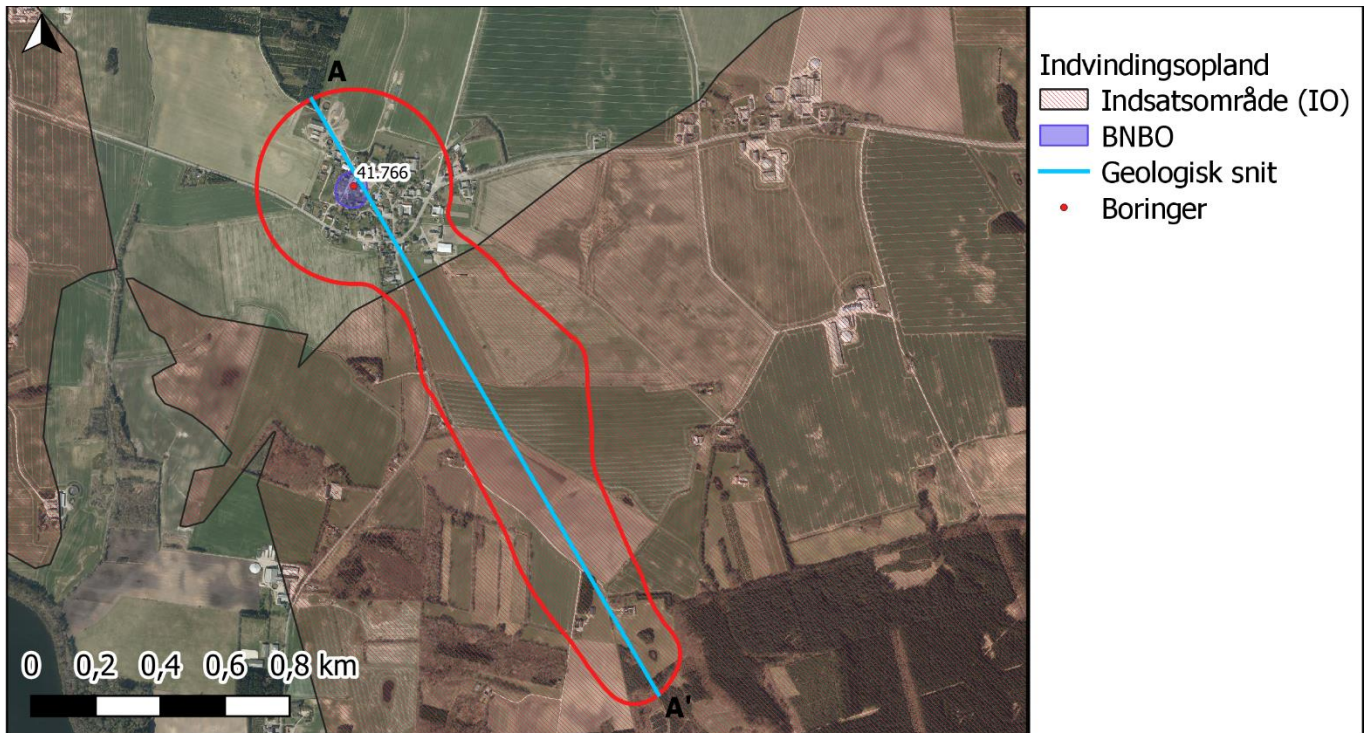 A
41.766
A'
0 0,2 0,4 0,6 0,8 km
Indvindingsopland
Indsatsområde (IO)
BNBO
Geologisk snit
Boringer